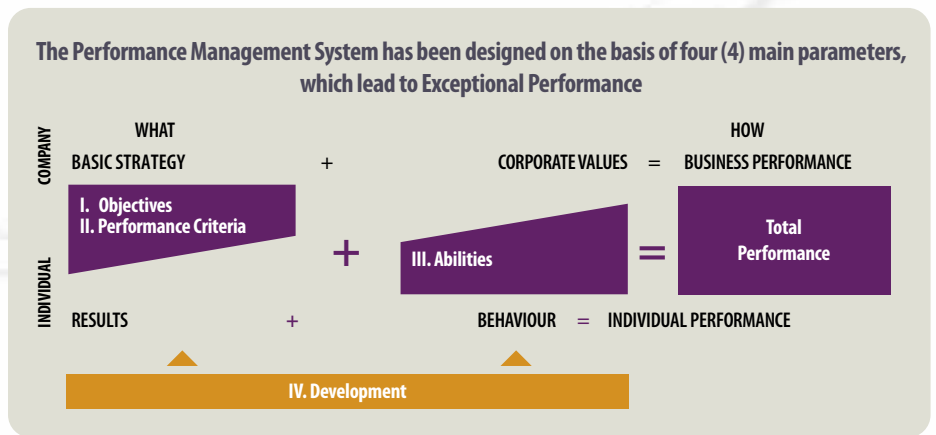 The Performance Management System has been designed on the basis of four (4) main parameters,
which lead to Exceptional Performance
WHAT
HOW
COMPANY
BASIC STRATEGY + CORPORATE VALUES = BUSINESS PERFORMANCE
I. Objectives
II. Performance Criteria
+
III. Abilities
=
Total
Performance
INDIVIDUAL
RESULTS + BEHAVIOUR = INDIVIDUAL PERFORMANCE
IV. Development